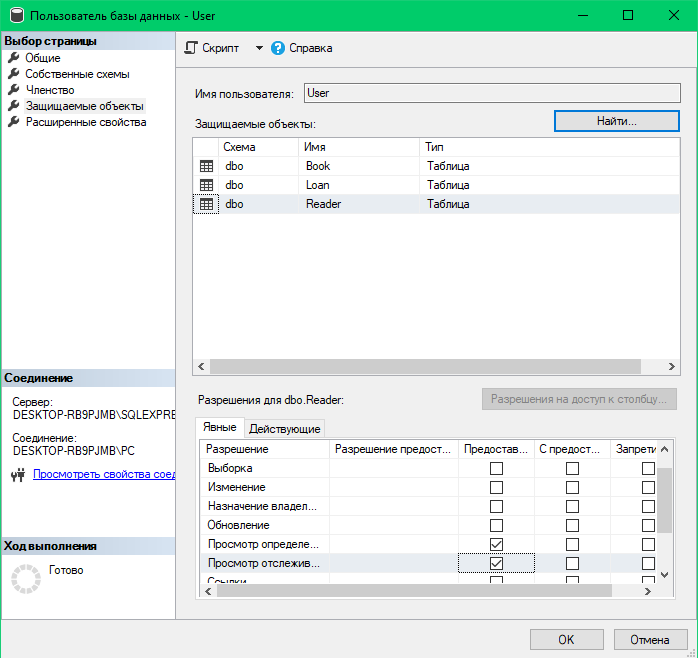 Пользователь базы данных - User
Выбор страницы
Общие
Собственные схемы
Членство
Защищаемые объекты
Расширенные свойства
Скрипт
Справка
Имя пользователя: User
Защищаемые объекты:
Найти...
Схема Имя Тип
dbo Book Таблица
dbo Loan Таблица
dbo Reader Таблица
Соединение
Сервер:
DESKTOP-RB9PJMB\SQLEXPRE
Соединение:
DESKTOP-RB9PJMB\PC
Просмотреть свойства соед
Ход выполнения
Готово
Разрешения для dbo.Reader:
Разрешения на доступ к столбцу...
Явные Действующие
Разрешение Разрешение предост... Предостав... С предост... Запрети
Выборка
Изменение
Назначение владел...
Обновление
Просмотр определе...
Просмотр отслежив...
Ссылки
OK Отмена